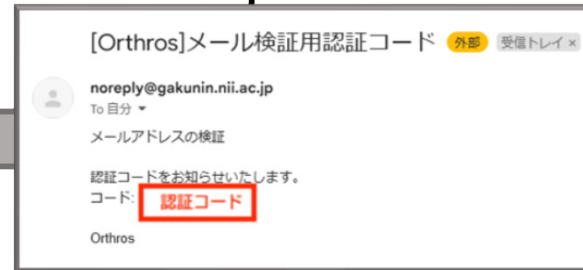 [Orthros]メール検証用認証コード 外部 受信トレイ ×
noreply@gakunin.nii.ac.jp
To 自分
メールアドレスの検証
認証コードをお知らせいたします。
コード: 認証コード
Orthros